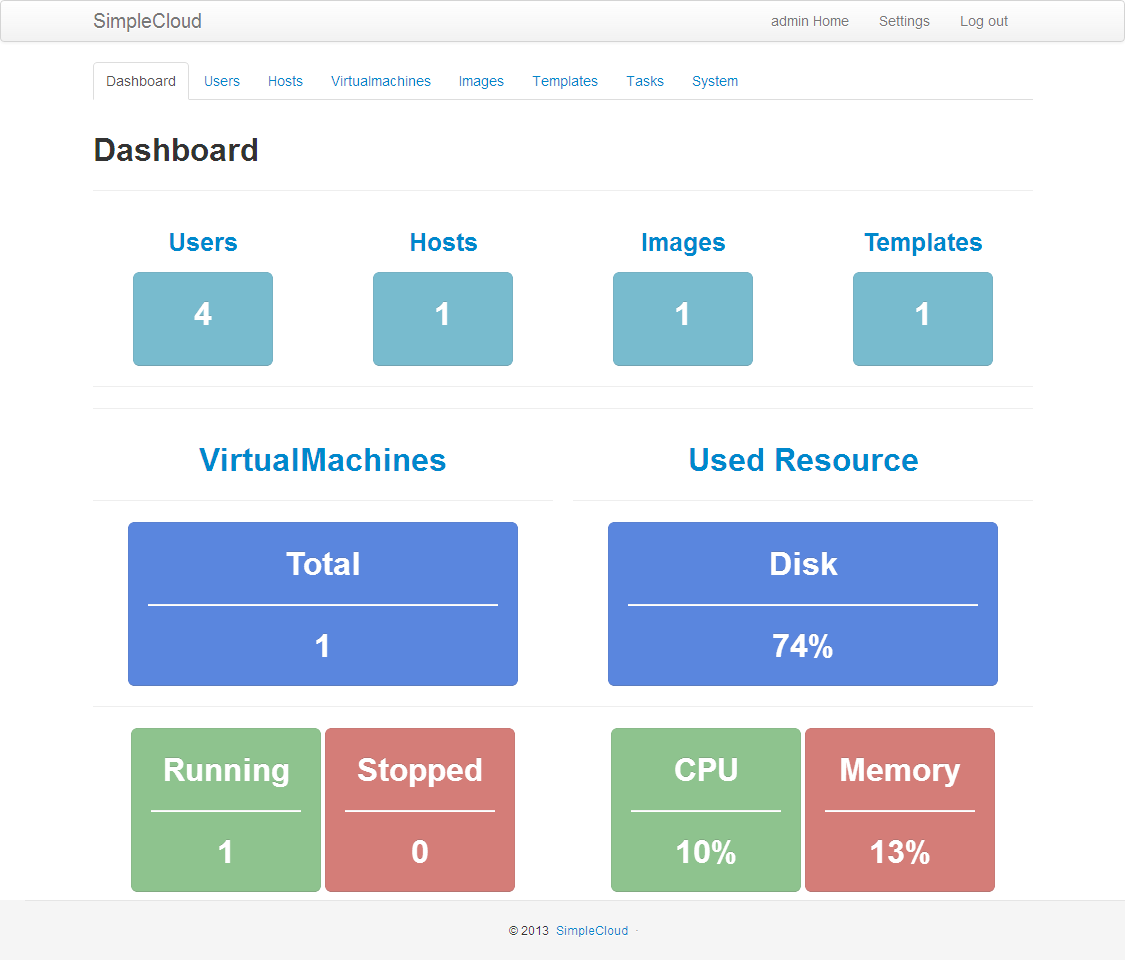 SimpleCloud admin Home Settings Log out
Dashboard Users Hosts Virtualmachines Images Templates Tasks System
Dashboard
Users Hosts Images Templates
4 1 1 1
VirtualMachines Used Resource
Total Disk
1 74%
Running Stopped CPU Memory
1 0 10% 13%
© 2013 SimpleCloud -